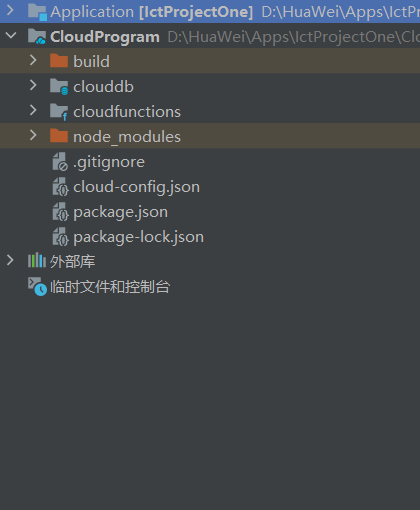 Application [IctProjectOne] D:\HuaWei\Apps\IctPr
CloudProgram D:\HuaWei\Apps\IctProjectOne\Clo
build
clouddb
cloudfunctions
node_modules
.gitignore
cloud-config.json
package.json
package-lock.json
外部库
临时文件和控制台